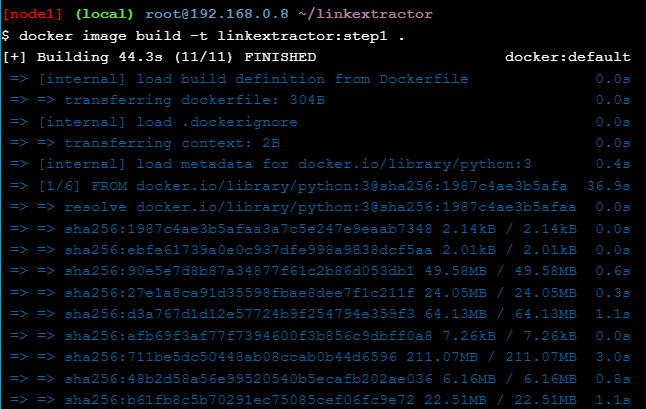 [node1] (local) root@192.168.0.8 ~/linkextractor
$ docker image build -t linkextractor:step1 .
[+] Building 44.3s (11/11) FINISHED docker:default
=> [internal] load build definition from Dockerfile 0.0s
=> => transferring dockerfile: 304B 0.0s
=> [internal] load .dockerignore 0.0s
=> => transferring context: 2B 0.0s
=> [internal] load metadata for docker.io/library/python:3 0.4s
=> [1/6] FROM docker.io/library/python:3@sha256:1987c4ae3b5afa 36.9s
=> => resolve docker.io/library/python:3@sha256:1987c4ae3b5afaa 0.0s
=> => sha256:1987c4ae3b5afaa3a7c5e247e9eaab7348 2.14kB / 2.14kB 0.0s
=> => sha256:ebfe61739a0e0c937dfe998a9838dcf5aa 2.01kB / 2.01kB 0.0s
=> => sha256:90e5e7d8b87a34877f61c2b86d053db1 49.58MB / 49.58MB 0.6s
=> => sha256:27e1a8ca91d35598fbae8dee7f1c211f 24.05MB / 24.05MB 0.3s
=> => sha256:d3a767d1d12e57724b9f254794e359f3 64.13MB / 64.13MB 1.1s
=> => sha256:afb69f3af77f7394600f3b856c9dbff0a8 7.26kB / 7.26kB 0.0s
=> => sha256:711be5dc50448ab08ccab0b44d6596 211.07MB / 211.07MB 3.0s
=> => sha256:48b2d58a56e99520540b5ecafb202ae036 6.16MB / 6.16MB 0.8s
=> => sha256:b61fb8c5b70291ec75085cef06fc9e72 22.51MB / 22.51MB 1.1s